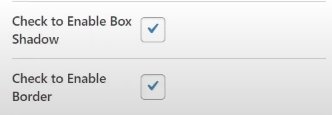 Check to Enable Box
Shadow
Check to Enable
Border